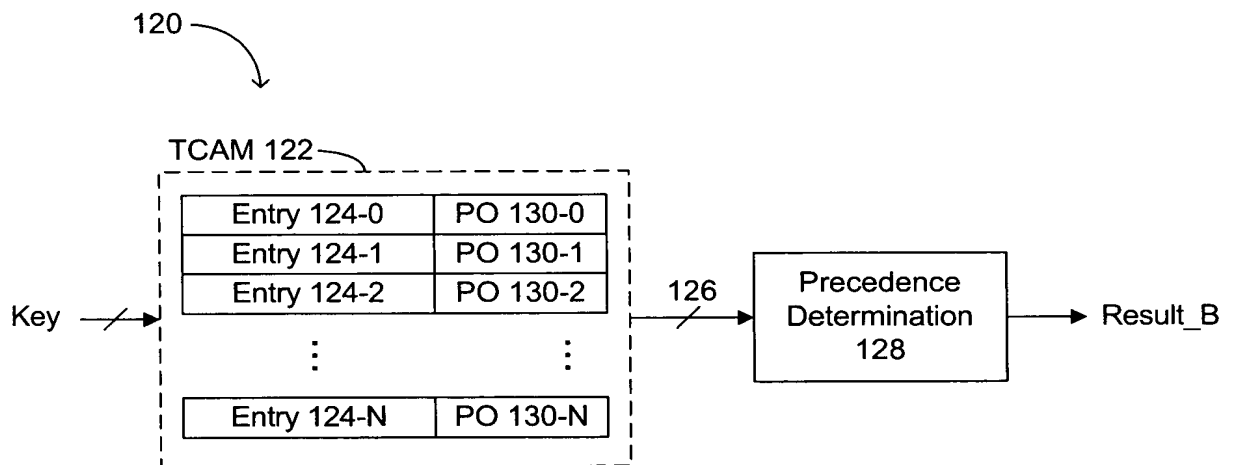 120
TCAM 122
Entry 124-0 PO 130-0
Entry 124-1 PO 130-1
Entry 124-2 PO 130-2
Entry 124-N PO 130-N
Key
126
Precedence
Determination
128
Result_B